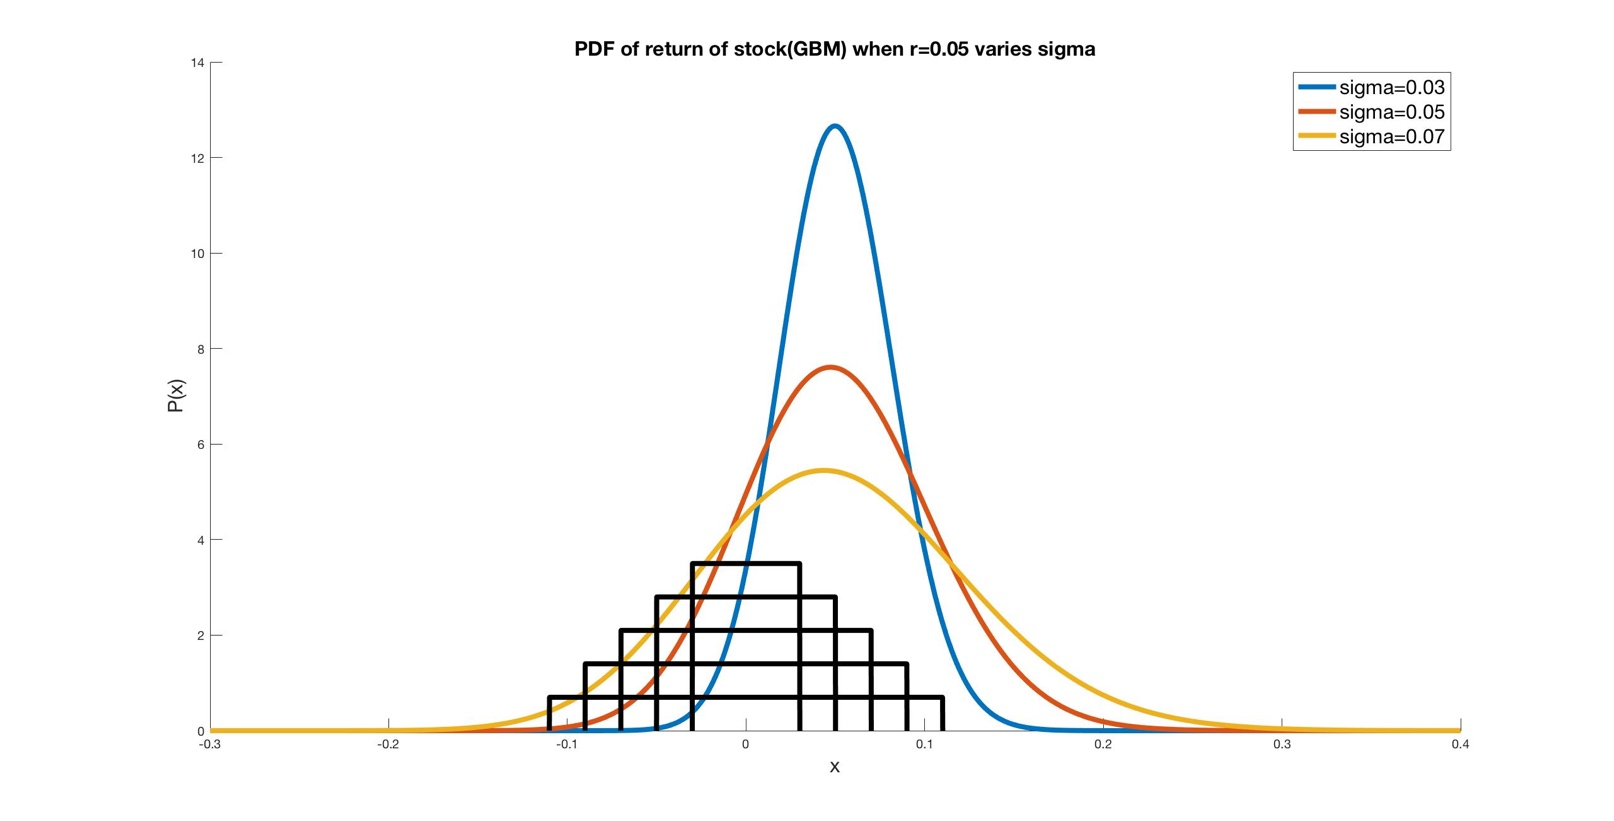 PDF of return of stock(GBM) when r=0.05 varies sigma
sigma=0.03
sigma=0.05
sigma=0.07
14
12
10
8
6
4
2
0
P(x)
-0.3
-0.2
-0.1
0
0.1
0.2
0.3
0.4
x